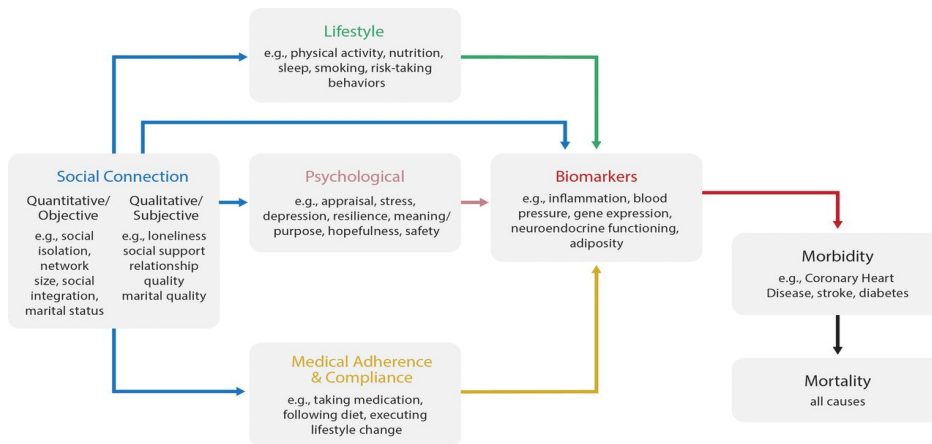 Lifestyle
e.g., physical activity, nutrition,
sleep, smoking, risk-taking
behaviors
Social Connection
Quantitative/
Objective
e.g., social
isolation,
network
size, social
integration,
marital status
Qualitative/
Subjective
e.g., loneliness
social support
relationship
quality
marital quality
Psychological
e.g., appraisal, stress,
depression, resilience, meaning/
purpose, hopefulness, safety
Biomarkers
e.g., inflammation, blood
pressure, gene expression,
neuroendocrine functioning,
adiposity
Medical Adherence
& Compliance
e.g., taking medication,
following diet, executing
lifestyle change
Morbidity
e.g., Coronary Heart
Disease, stroke, diabetes
Mortality
all causes